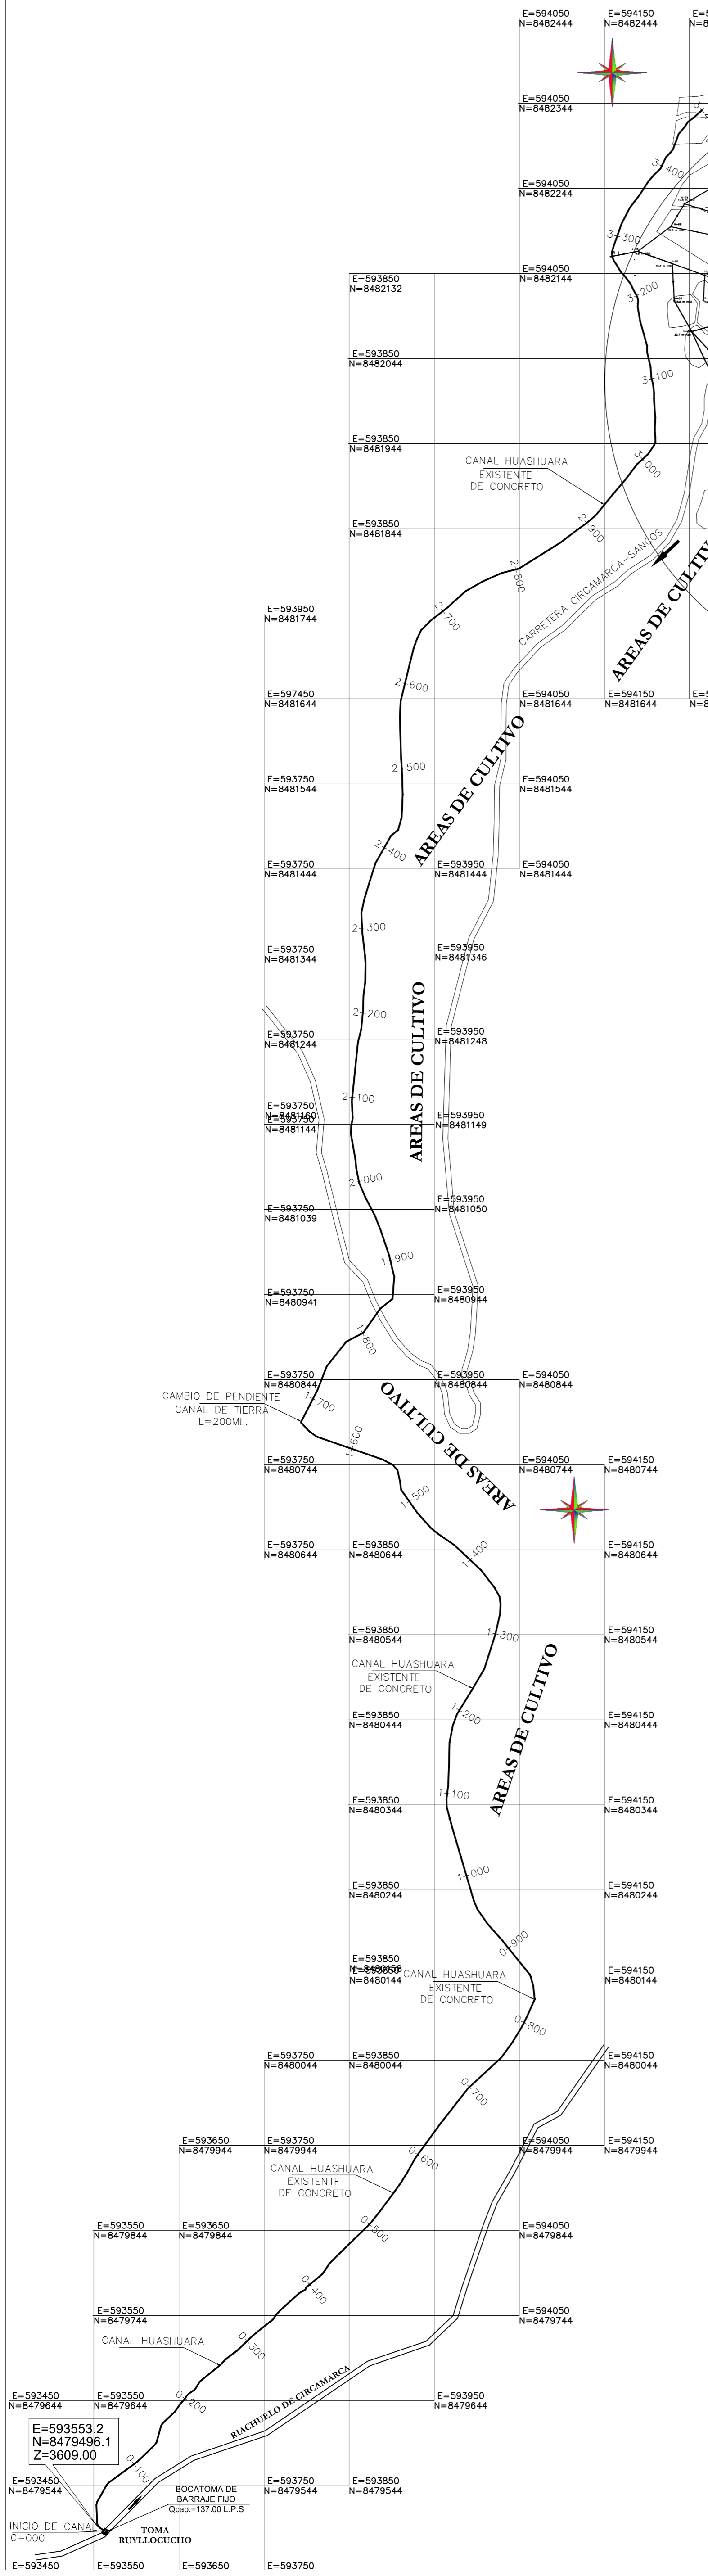 E=594050
N=8482444
E=594150
N=8482444
E=594050
N=8482344
3+400
E=594050
N=8482244
3+300
E=594050
N=8482144
E=593850
N=8482132
3+200
E=593850
N=8482044
3+100
E=593850
N=8481944
CANAL HUASHUARA
EXISTENTE
DE CONCRETO
3+000
E=593850
N=8481844
2+900
CARRETERA CIRCAMARCA-SANCOS
2+800
AREAS DE CULTIV
E=593950
N=8481744
2+700
2+600
E=597450
N=8481644
E=594050
N=8481644
E=594150
N=8481644
AREAS DE CULTIVO
2+500
E=593750
N=8481544
E=594050
N=8481544
2+400
E=593750
N=8481444
E=593950
N=8481444
E=594050
N=8481444
2+300
E=593750
N=8481344
E=593950
N=8481346
2+200
AREAS DE CULTIVO
E=593750
N=8481244
E=593950
N=8481248
2+100
E=593750
N=8481160
E=593750
N=8481144
E=593950
N=8481149
2+000
E=593750
N=8481039
E=593950
N=8481050
1+900
E=593750
N=8480941
E=593950
N=8480944
1+800
E=593750
N=8480844
E=593950
N=8480844
E=594050
N=8480844
CAMBIO DE PENDIENTE
CANAL DE TIERRA
L=200ML.
1+700
AREAS DE CULTIVO
1+600
E=593750
N=8480744
E=594050
N=8480744
E=594150
N=8480744
1+500
E=593750
N=8480644
E=593850
N=8480644
E=594150
N=8480644
1+400
E=593850
N=8480544
1+300
E=594150
N=8480544
CANAL HUASHUARA
EXISTENTE
DE CONCRETO
AREAS DE CULTIVO
1+200
E=593850
N=8480444
E=594150
N=8480444
1+100
E=593850
N=8480344
E=594150
N=8480344
1+000
E=593850
N=8480244
E=594150
N=8480244
0+900
E=593850
N=8480158
E=593850
N=8480144
E=594150
N=8480144
CANAL HUASHUARA
EXISTENTE
DE CONCRETO
0+800
E=593750
N=8480044
E=593850
N=8480044
E=594150
N=8480044
0+700
E=593650
N=8479944
E=593750
N=8479944
E=594050
N=8479944
E=594150
N=8479944
0+600
CANAL HUASHUARA
EXISTENTE
DE CONCRETO
0+500
E=593550
N=8479844
E=593650
N=8479844
E=594050
N=8479844
0+400
E=593550
N=8479744
E=594050
N=8479744
0+300
CANAL HUASHUARA
RIACHUELO DE CIRCAMARCA
0+200
E=593450
N=8479644
E=593550
N=8479644
E=593950
N=8479644
E=593553.2
N=8479496.1
Z=3609.00
0+100
E=593450
N=8479544
E=593750
N=8479544
E=593850
N=8479544
BOCATOMA DE
BARRAJE FIJO
Qcap.=137.00 L.P.S
INICIO DE CANAL
0+000
TOMA
RUYLLOCUCHO
E=593450
E=593550
E=593650
E=593750